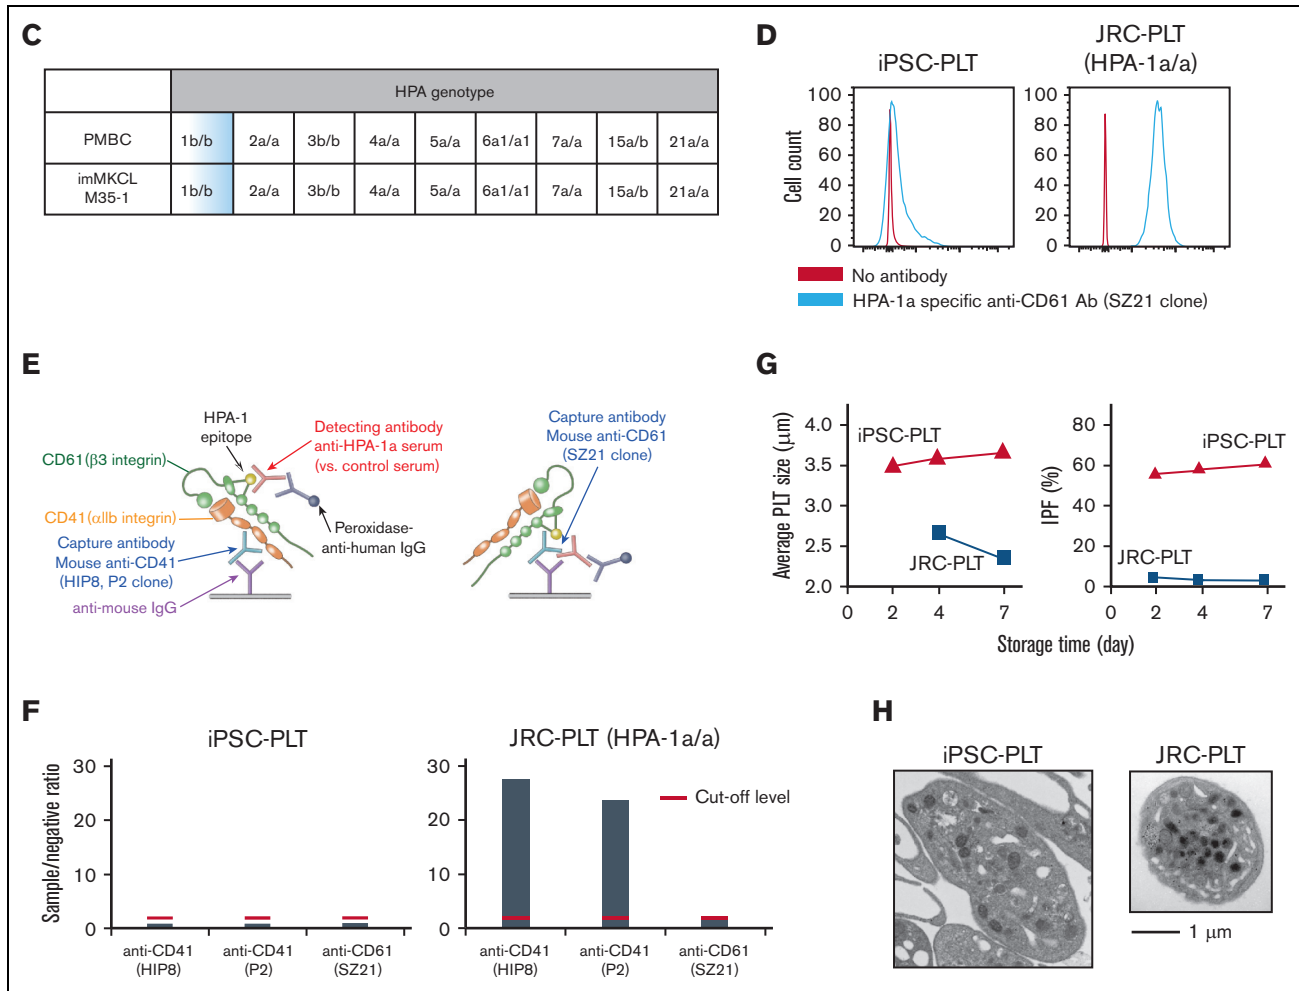 C
HPA genotype
PMBC 1b/b 2a/a 3b/b 4a/a 5a/a 6a1/a1 7a/a 15a/b 21a/a
imMKCL
M35-1 1b/b 2a/a 3b/b 4a/a 5a/a 6a1/a1 7a/a 15a/b 21a/a
D
iPSC-PLT
JRC-PLT
(HPA-1a/a)
Cell count
100
80
60
40
20
0
100
80
60
40
20
0
No antibody
HPA-1a specific anti-CD61 Ab (SZ21 clone)
E
HPA-1
epitope
Detecting antibody
anti-HPA-1a serum
(vs. control serum)
CD61(β3 integrin)
CD41(αIIb integrin)
Capture antibody
Mouse anti-CD41
(HIP8, P2 clone)
anti-mouse IgG
Peroxidase-
anti-human IgG
Capture antibody
Mouse anti-CD61
(SZ21 clone)
G
Average PLT size (μm)
4.0
3.5
3.0
2.5
2.0
iPSC-PLT
JRC-PLT
0 2 4 7
IPF (%)
80
60
40
20
0
iPSC-PLT
JRC-PLT
0 2 4 7
Storage time (day)
F
iPSC-PLT
Sample/negative ratio
30
20
10
0
anti-CD41
(HIP8)
anti-CD41
(P2)
anti-CD61
(SZ21)
JRC-PLT (HPA-1a/a)
30
20
10
0
Cut-off level
anti-CD41
(HIP8)
anti-CD41
(P2)
anti-CD61
(SZ21)
H
iPSC-PLT
JRC-PLT
1 μm